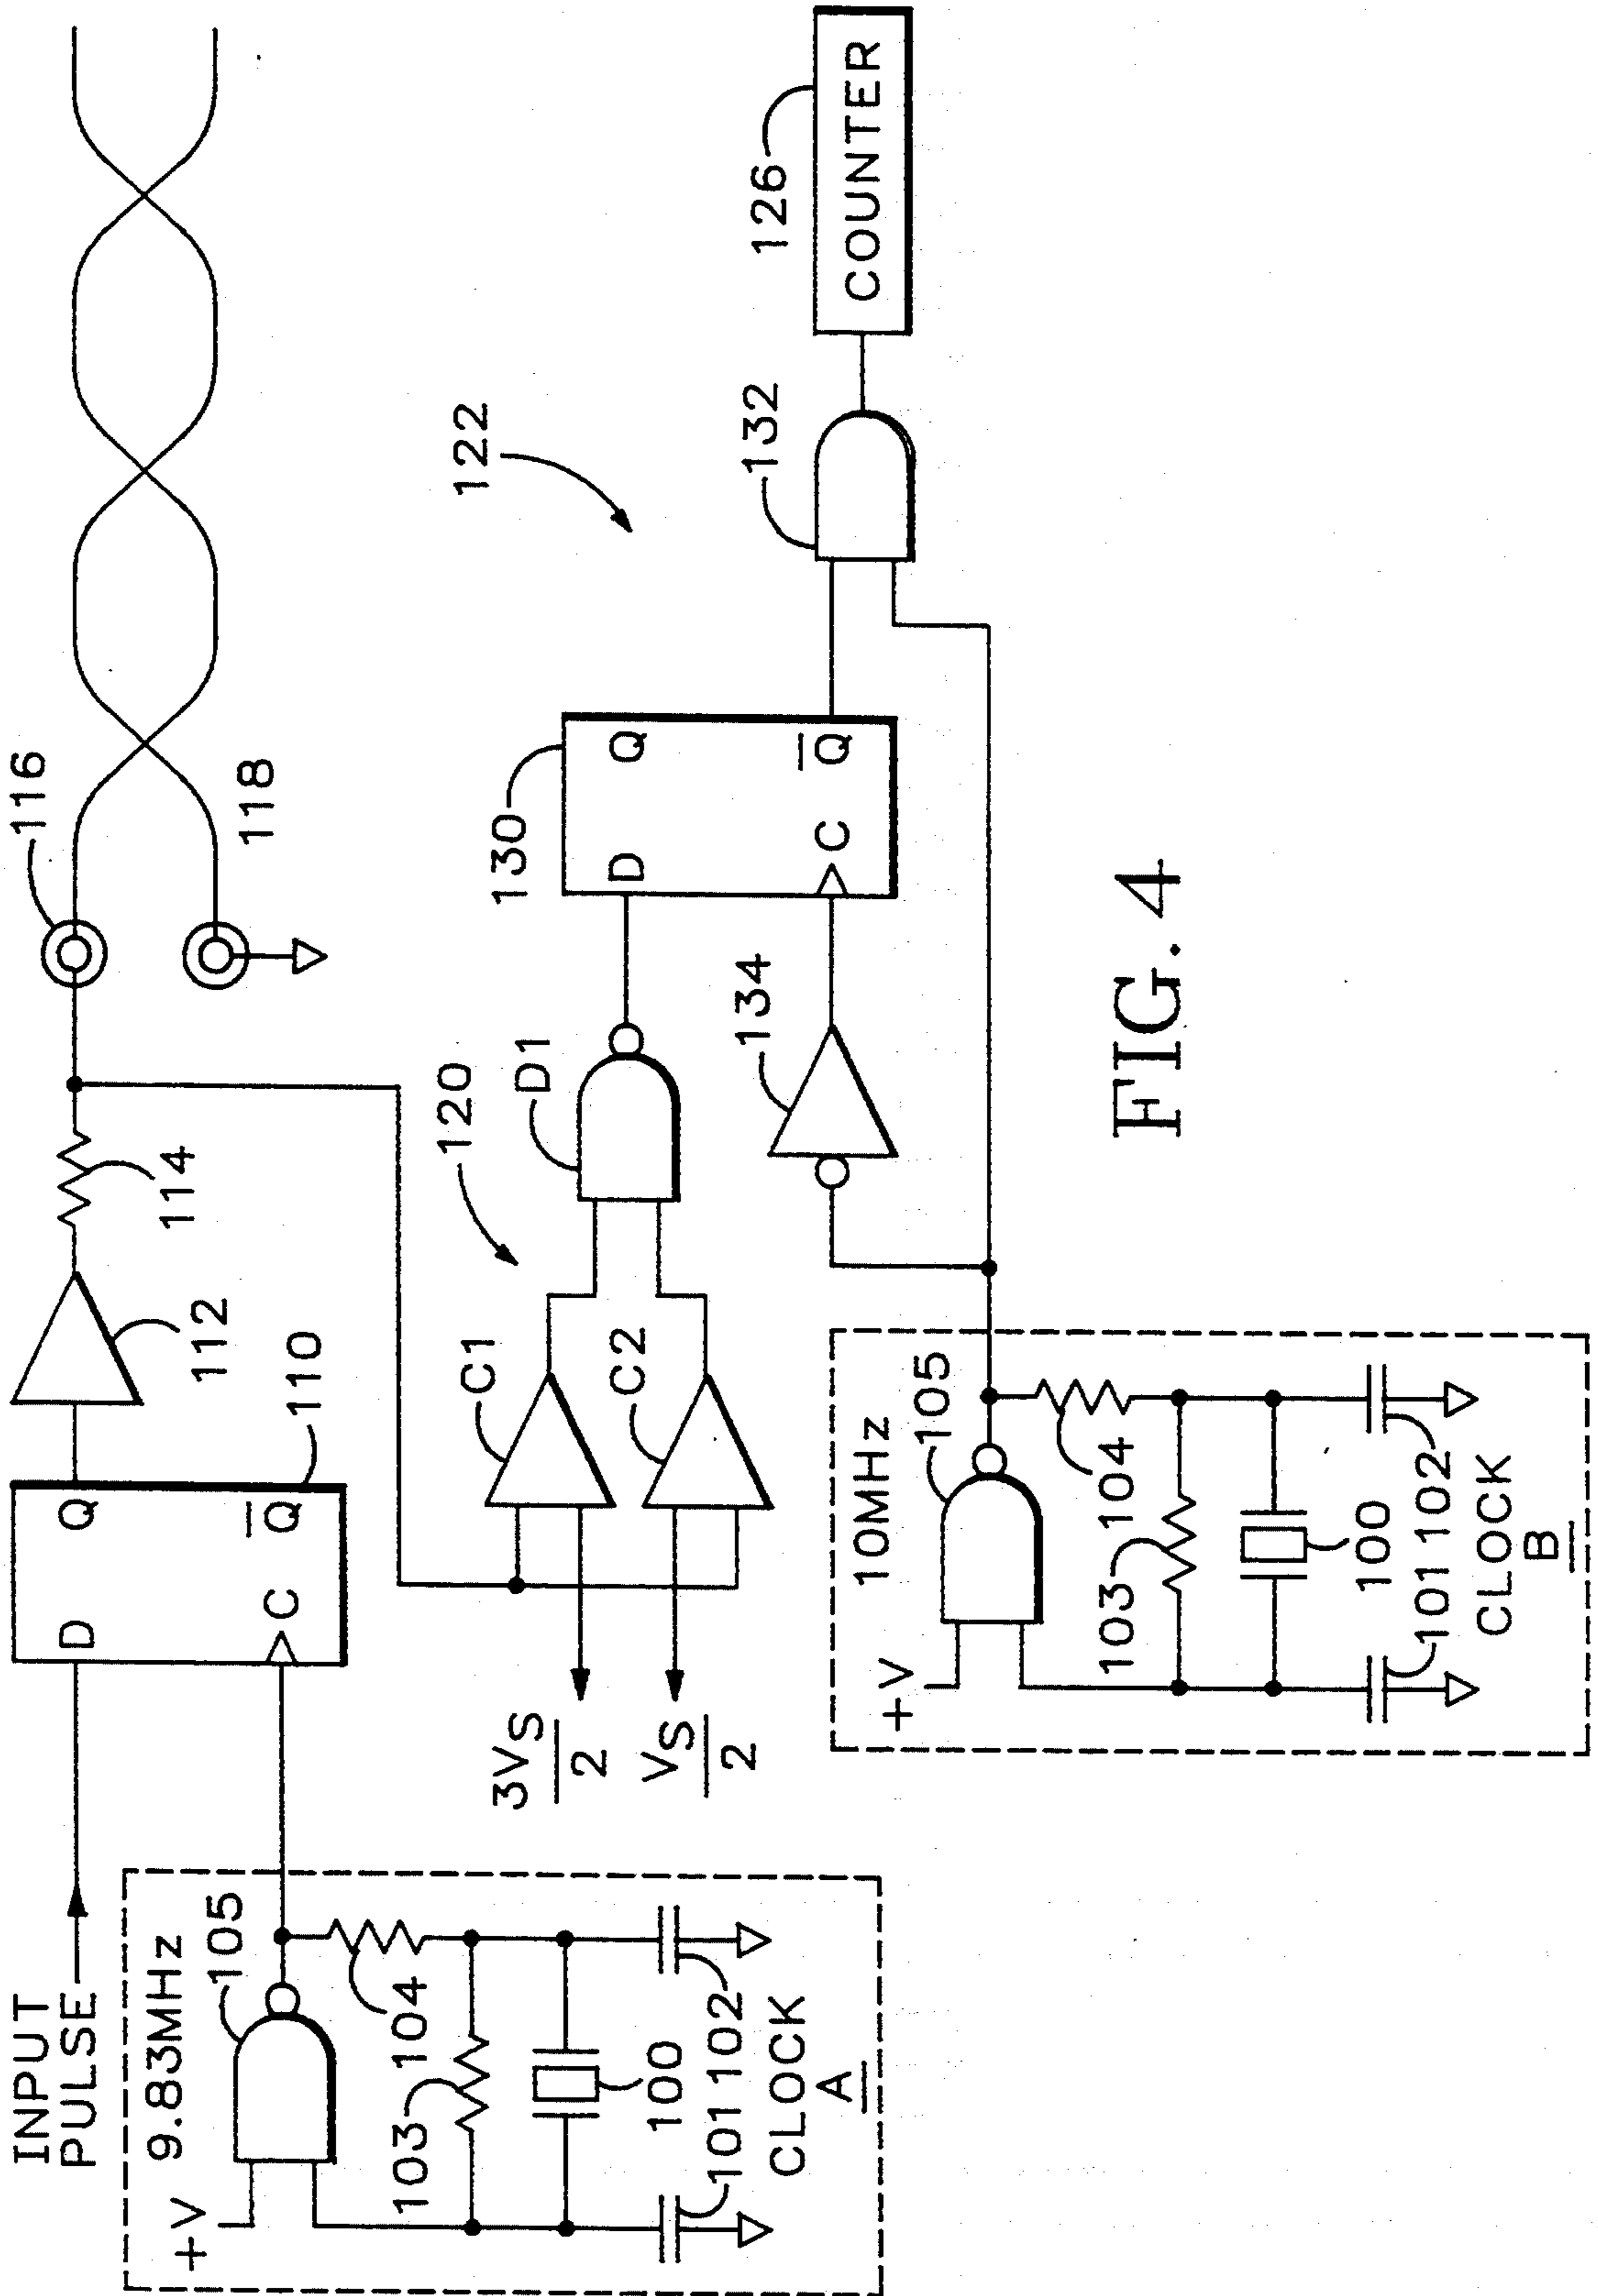 INPUT
PULSE
D
Q
C
Q
110
112
114
116
118
9.83MHz
+V
105
104
103
100
101 102
CLOCK
A
3VS
2
VS
2
C1
C2
120
D1
130
D
Q
C
Q
134
122
132
126
COUNTER
10MHz
+V
105
104
103
100
101 102
CLOCK
B
FIG. 4